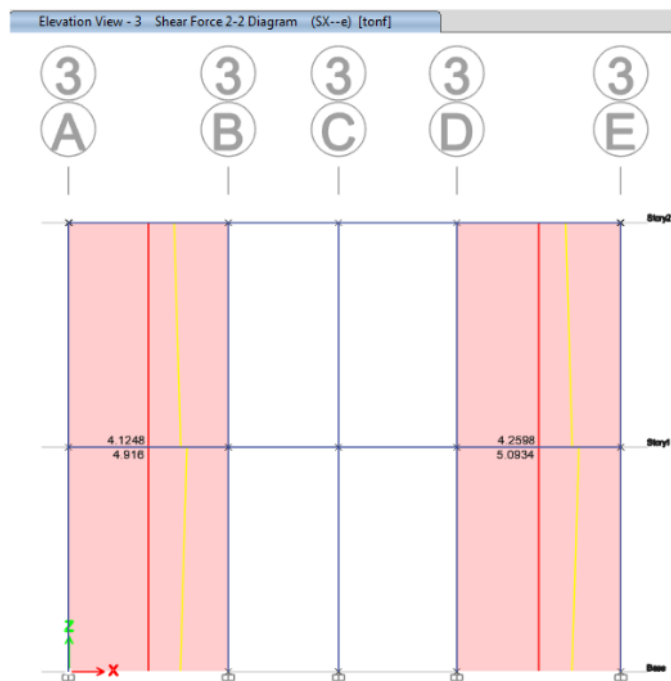 Elevation View - 3 Shear Force 2-2 Diagram (SX--e) [tonf]
3 3 3 3 3
A B C D E
Story2
4.1248 4.2598
Story1
4.916 5.0934
Z
X
Base